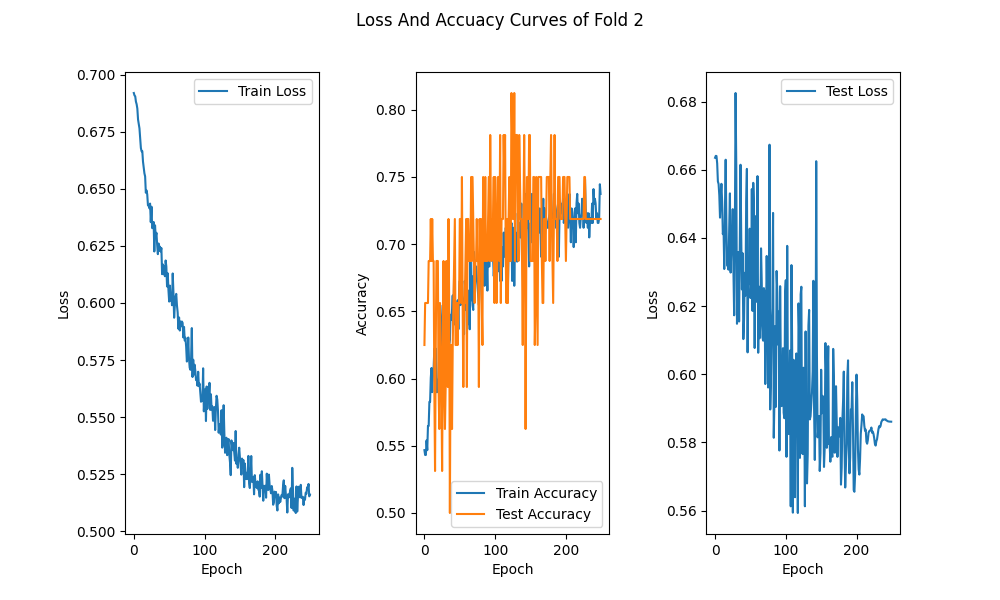 Loss And Accuacy Curves of Fold 2
0.700
0.675
0.650
0.625
0.600
0.575
0.550
0.525
0.500
Loss
0
100
200
Epoch
Train Loss
0.80
0.75
0.70
0.65
0.60
0.55
0.50
Accuracy
0
100
200
Epoch
Train Accuracy
Test Accuracy
0.68
0.66
0.64
0.62
0.60
0.58
0.56
Loss
0
100
200
Epoch
Test Loss